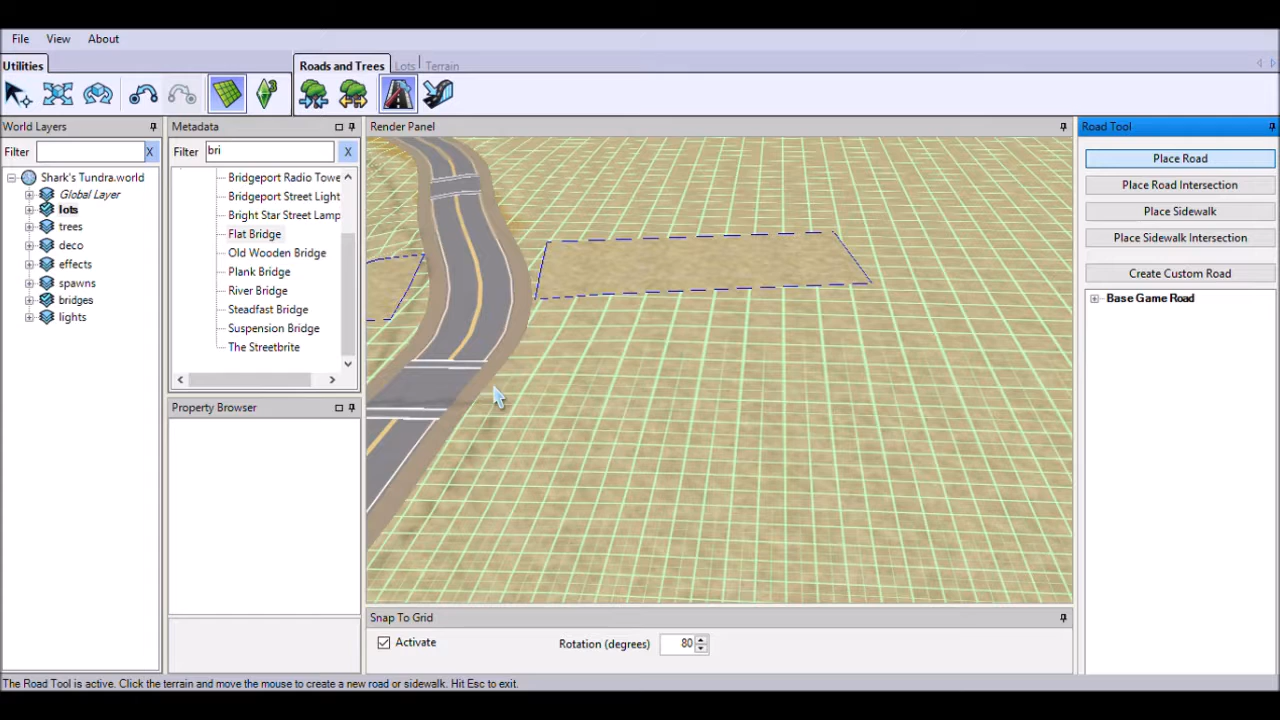 File View About
Utilities
Roads and Trees Lots Terrain
World Layers
Filter X
Shark's Tundra.world
Global Layer
lots
trees
deco
effects
spawns
bridges
lights
Metadata
Filter bri X
Bridgeport Radio Towe
Bridgeport Street Light
Bright Star Street Lamp
Flat Bridge
Old Wooden Bridge
Plank Bridge
River Bridge
Steadfast Bridge
Suspension Bridge
The Streetbrite
Property Browser
Render Panel
Snap To Grid
Activate Rotation (degrees) 80
Road Tool
Place Road
Place Road Intersection
Place Sidewalk
Place Sidewalk Intersection
Create Custom Road
Base Game Road
The Road Tool is active. Click the terrain and move the mouse to create a new road or sidewalk. Hit Esc to exit.